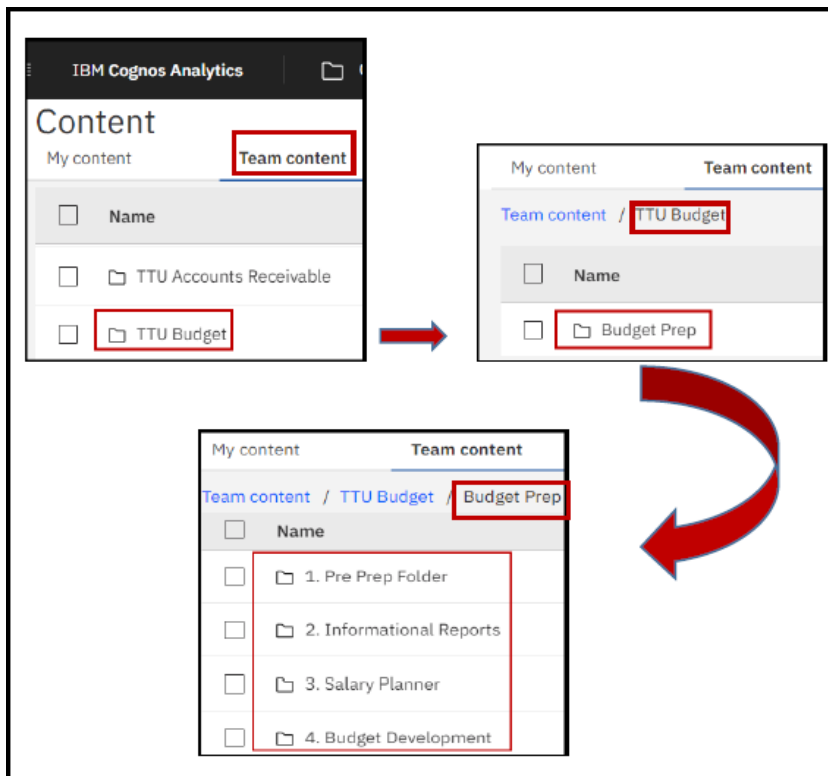 IBM Cognos Analytics
Content
My content Team content
Name
TTU Accounts Receivable
TTU Budget
My content Team content
Team content / TTU Budget
Name
Budget Prep
My content Team content
Team content / TTU Budget / Budget Prep
Name
1. Pre Prep Folder
2. Informational Reports
3. Salary Planner
4. Budget Development